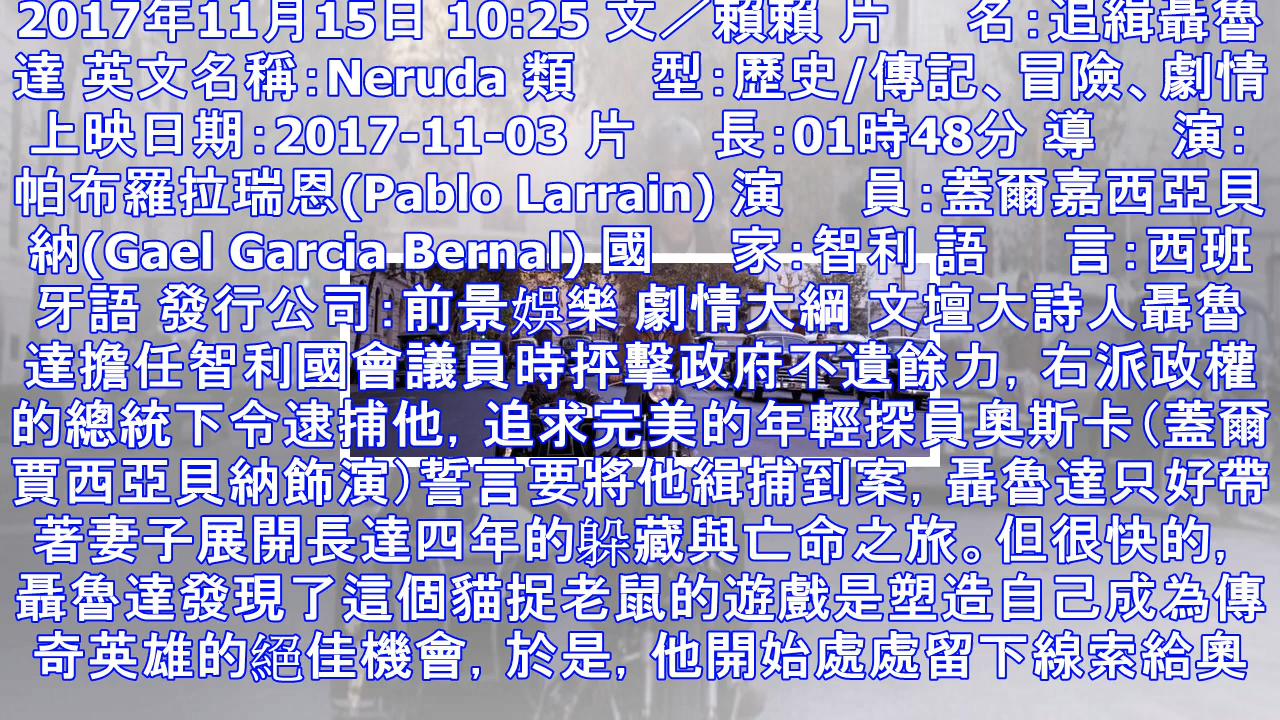 2017年11月15日 10:25 文／賴賴 片　名：追緝聶魯
達 英文名稱：Neruda 類　型：歷史/傳記、冒險、劇情
上映日期：2017-11-03 片　長：01時48分 導　演：
帕布羅拉瑞恩(Pablo Larrain) 演　員：蓋爾嘉西亞貝
納(Gael Garcia Bernal) 國　家：智利 語　言：西班
牙語 發行公司：前景娛樂 劇情大綱 文壇大詩人聶魯
達擔任智利國會議員時抨擊政府不遺餘力，右派政權
的總統下令逮捕他，追求完美的年輕探員奧斯卡（蓋爾
賈西亞貝納飾演）誓言要將他緝捕到案，聶魯達只好帶
著妻子展開長達四年的躲藏與亡命之旅。但很快的，
聶魯達發現了這個貓捉老鼠的遊戲是塑造自己成為傳
奇英雄的絕佳機會，於是，他開始處處留下線索給奧